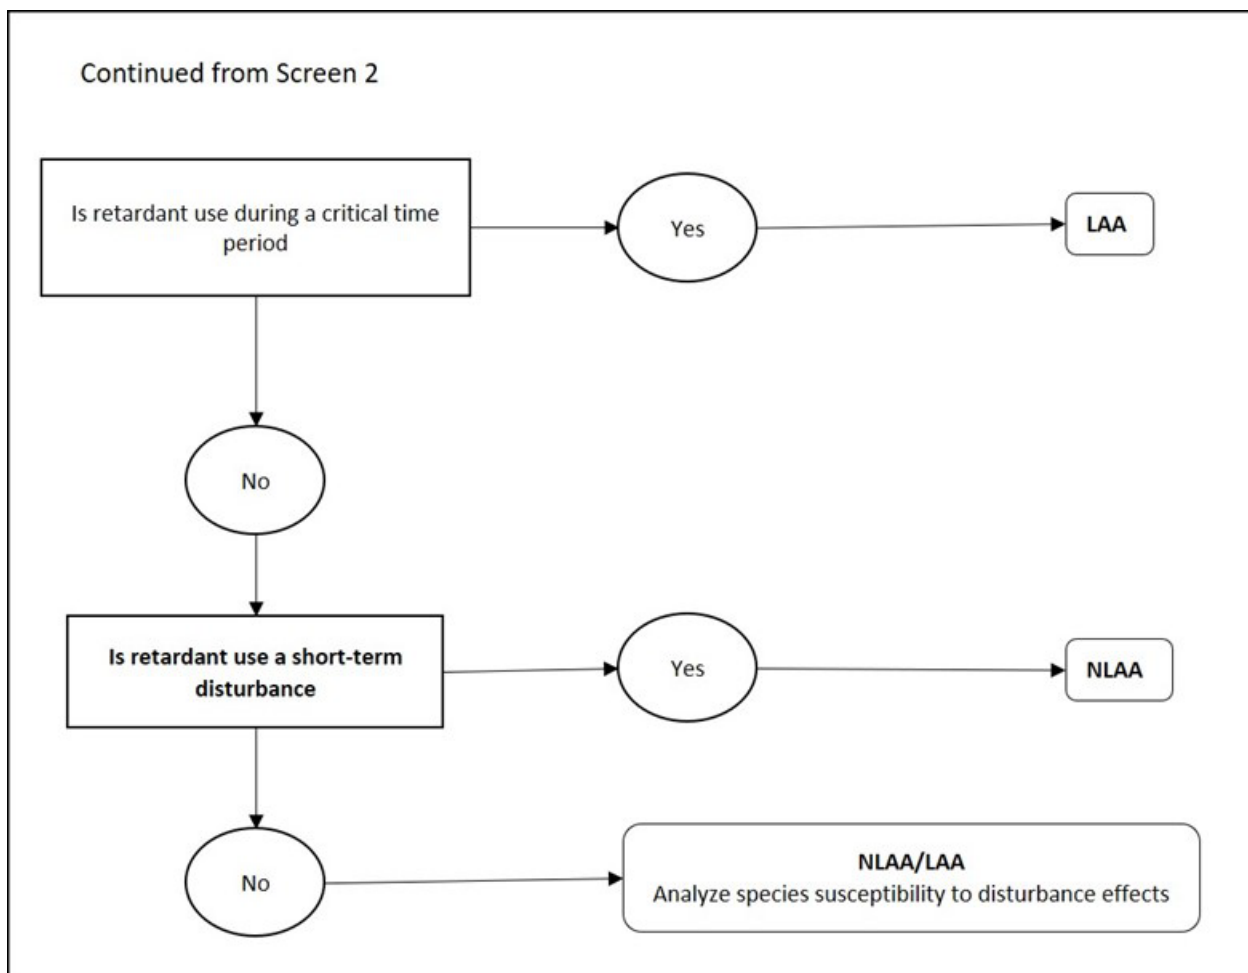 Continued from Screen 2
Is retardant use during a critical time
period
Yes
LAA
No
Is retardant use a short-term
disturbance
Yes
NLAA
No
NLAA/LAA
Analyze species susceptibility to disturbance effects